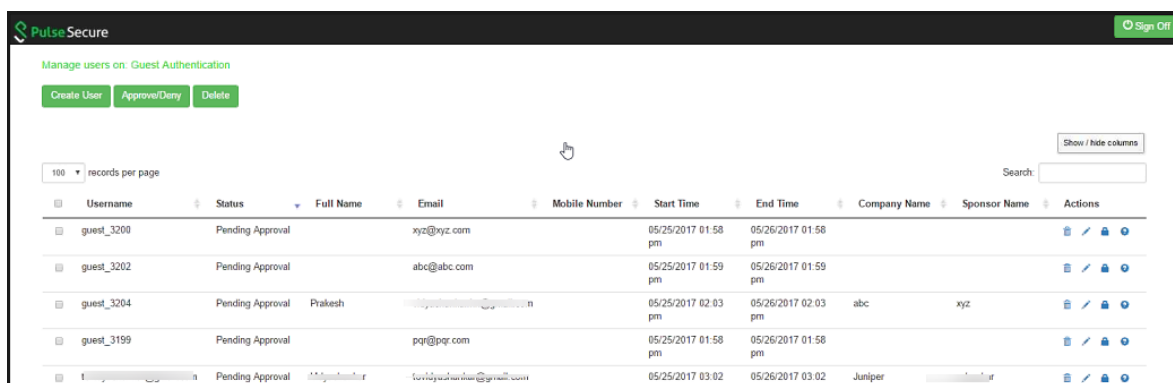 Pulse Secure
Sign Off
Manage users on: Guest Authentication
Create User Approve/Deny Delete
Show / hide columns
100 records per page Search:
Username Status Full Name Email Mobile Number Start Time End Time Company Name Sponsor Name Actions
guest_3200 Pending Approval xyz@xyz.com 05/25/2017 01:58 05/26/2017 01:58
pm pm
guest_3202 Pending Approval abc@abc.com 05/25/2017 01:59 05/26/2017 01:59
pm pm
guest_3204 Pending Approval Prakesh 05/25/2017 02:03 05/26/2017 02:03 abc xyz
pm pm
guest_3199 Pending Approval pqr@pqr.com 05/25/2017 01:58 05/26/2017 01:58
pm pm
Pending Approval 05/25/2017 03:02 05/26/2017 03:02 Juniper